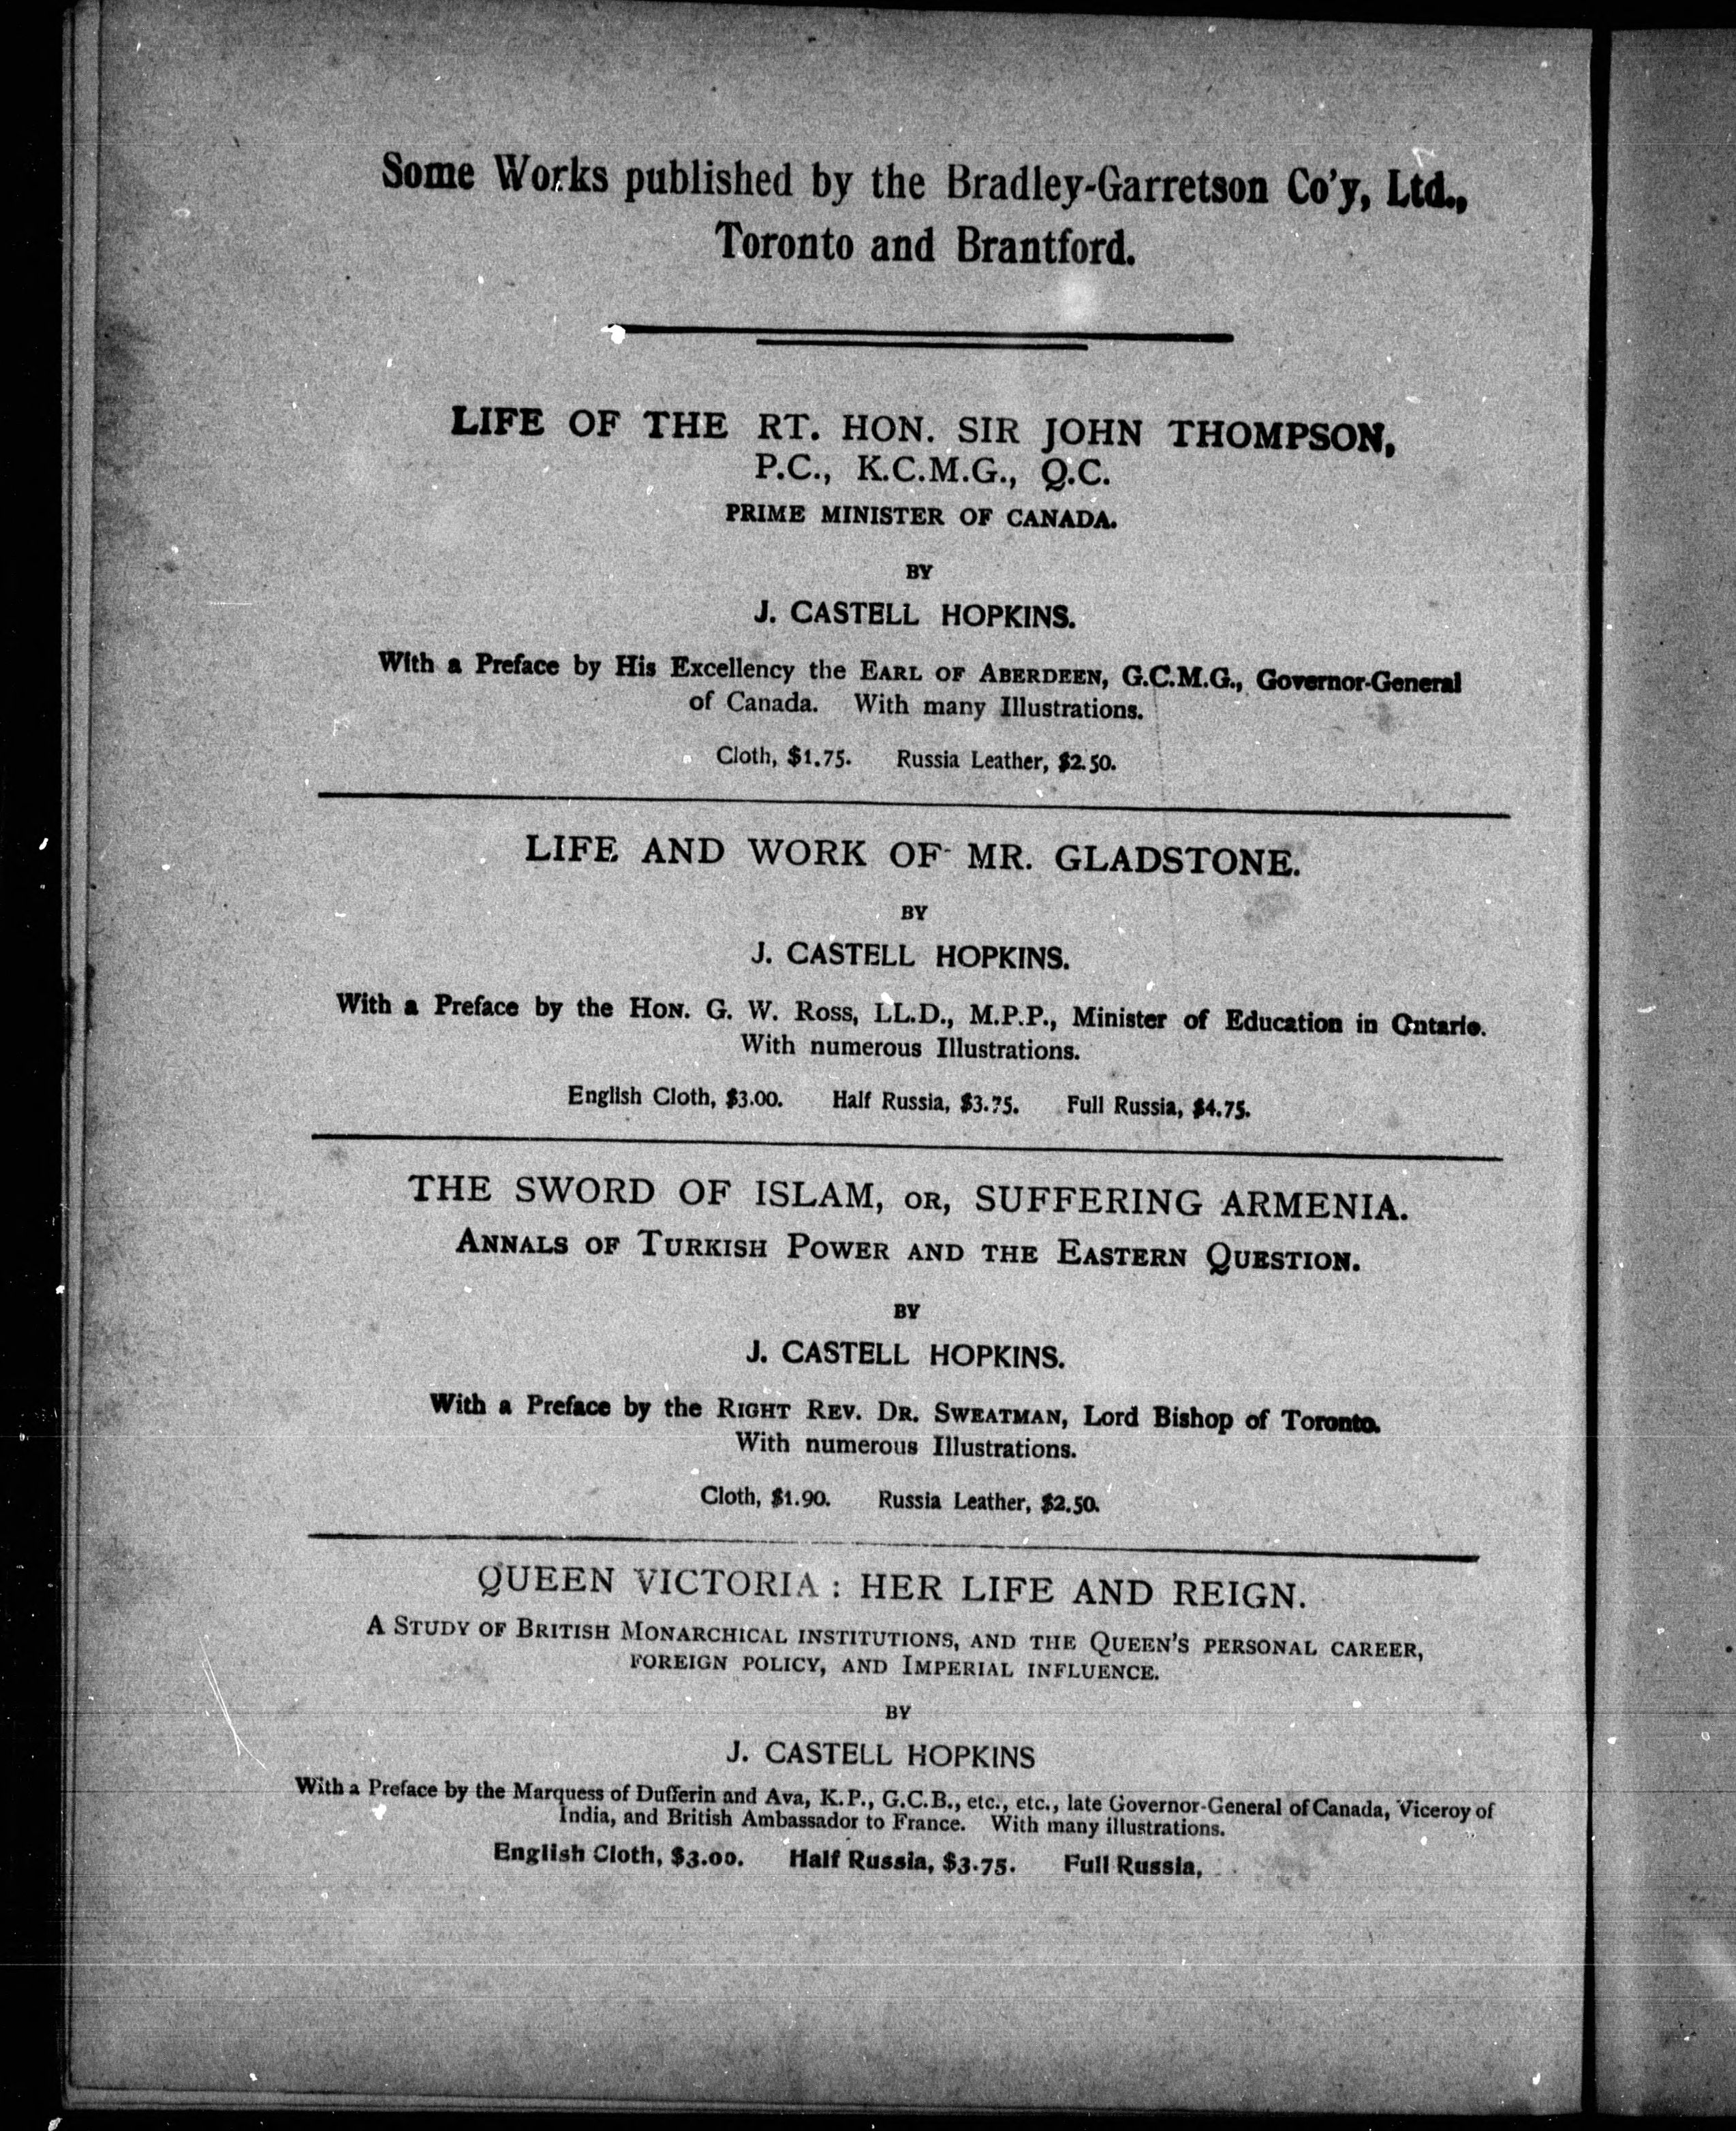 Some Works published by the Bradley-Garretson Co'y, Ltd.,
Toronto and Brantford.
LIFE OF THE RT. HON. SIR JOHN THOMPSON,
P.C., K.C.M.G., Q.C.
PRIME MINISTER OF CANADA.
BY
J. CASTELL HOPKINS.
With a Preface by His Excellency the EARL OF ABERDEEN, G.C.M.G., Governor-General
of Canada. With many Illustrations.
Cloth, $1.75. Russia Leather, $2.50.
LIFE AND WORK OF MR. GLADSTONE.
BY
J. CASTELL HOPKINS.
With a Preface by the HON. G. W. ROSS, LL.D., M.P.P., Minister of Education in Ontario.
With numerous Illustrations.
English Cloth, $3.00. Half Russia, $3.75. Full Russia, $4.75.
THE SWORD OF ISLAM, OR, SUFFERING ARMENIA.
ANNALS OF TURKISH POWER AND THE EASTERN QUESTION.
BY
J. CASTELL HOPKINS.
With a Preface by the RIGHT REV. DR. SWEATMAN, Lord Bishop of Toronto.
With numerous Illustrations.
Cloth, $1.90. Russia Leather, $2.50.
QUEEN VICTORIA : HER LIFE AND REIGN.
A STUDY OF BRITISH MONARCHICAL INSTITUTIONS, AND THE QUEEN'S PERSONAL CAREER,
FOREIGN POLICY, AND IMPERIAL INFLUENCE.
BY
J. CASTELL HOPKINS
With a Preface by the Marquess of Dufferin and Ava, K.P., G.C.B., etc., etc., late Governor-General of Canada, Viceroy of
India, and British Ambassador to France. With many illustrations.
English Cloth, $3.00. Half Russia, $3.75. Full Russia,